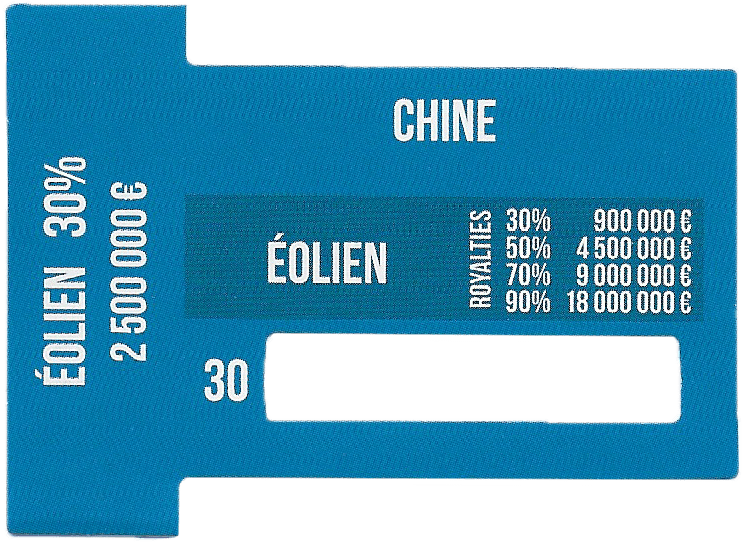 ÉOLIEN 30%
2 500 000 €
CHINE
ÉOLIEN
ROYALTIES
30% 900 000 €
50% 4 500 000 €
70% 9 000 000 €
90% 18 000 000 €
30